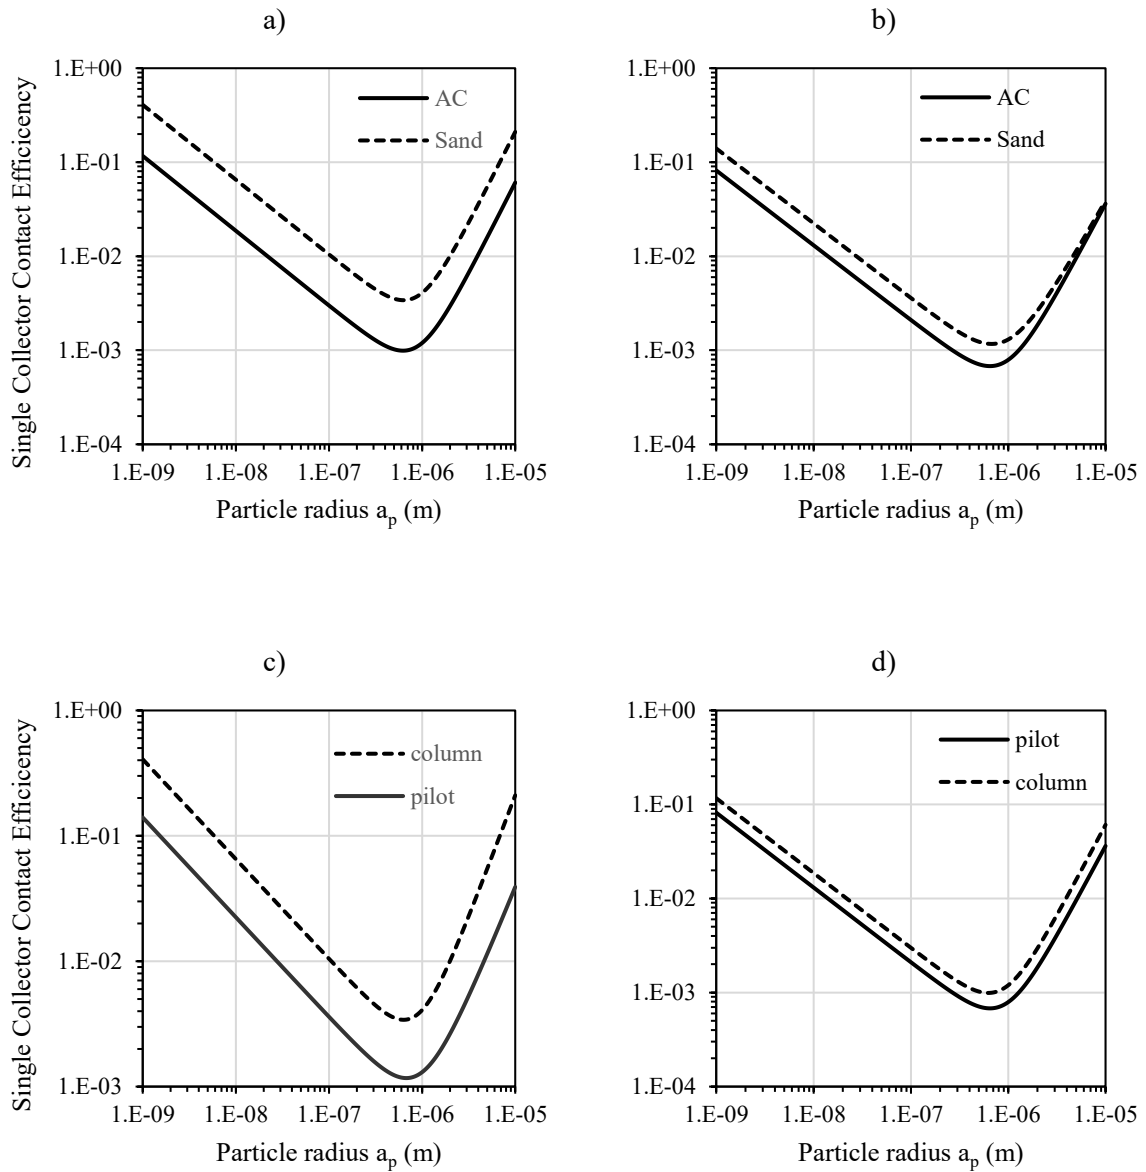 a)
Single Collector Contact Efficicency
1.E+00
1.E-01
1.E-02
1.E-03
1.E-04
AC
Sand
1.E-09 1.E-08 1.E-07 1.E-06 1.E-05
Particle radius ap (m)
b)
1.E+00
1.E-01
1.E-02
1.E-03
1.E-04
AC
Sand
1.E-09 1.E-08 1.E-07 1.E-06 1.E-05
Particle radius ap (m)
c)
Single Collector Contact Efficicency
1.E+00
1.E-01
1.E-02
1.E-03
column
pilot
1.E-09 1.E-08 1.E-07 1.E-06 1.E-05
Particle radius ap (m)
d)
1.E+00
1.E-01
1.E-02
1.E-03
1.E-04
pilot
column
1.E-09 1.E-08 1.E-07 1.E-06 1.E-05
Particle radius ap (m)